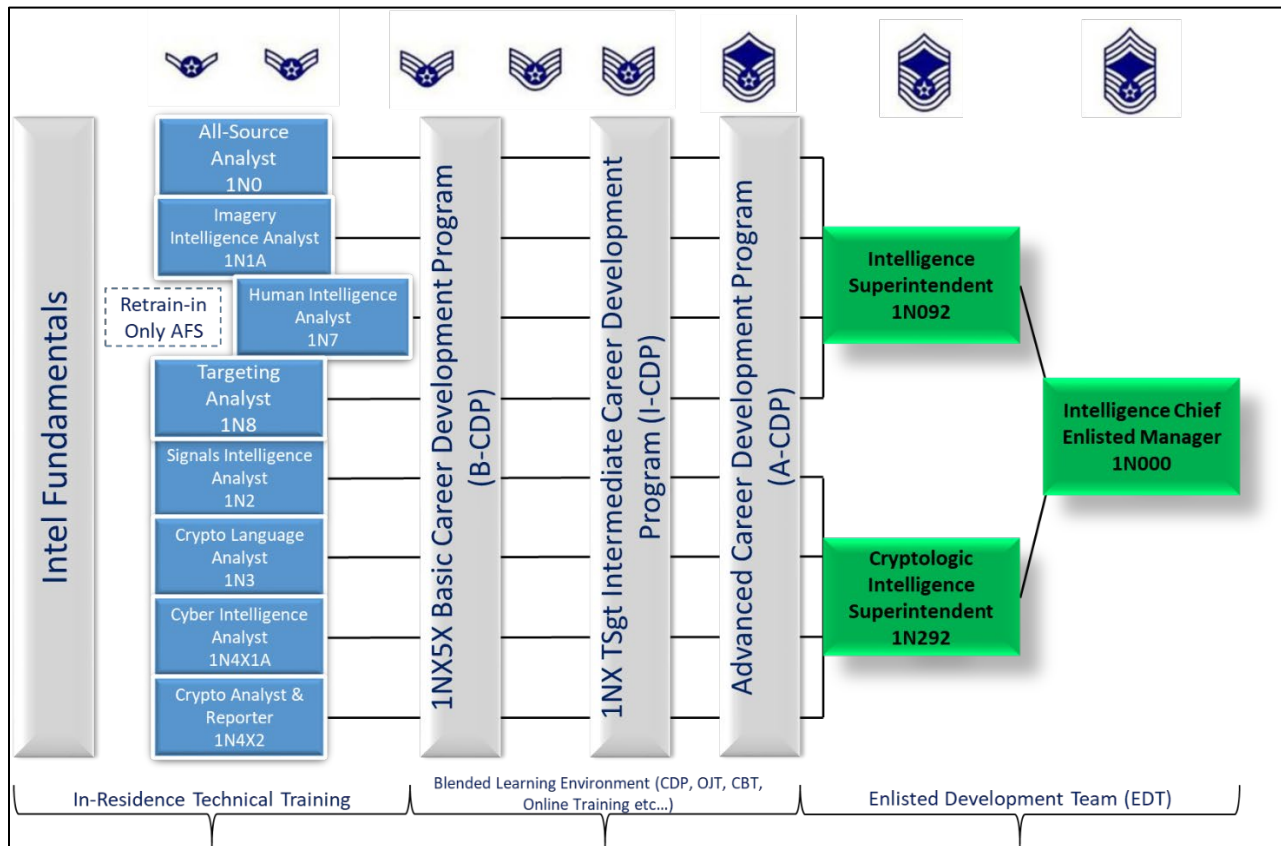 Intel Fundamentals
All-Source
Analyst
1N0
Imagery
Intelligence Analyst
1N1A
Retrain-in
Only AFS
Human Intelligence
Analyst
1N7
Targeting
Analyst
1N8
Signals Intelligence
Analyst
1N2
Crypto Language
Analyst
1N3
Cyber Intelligence
Analyst
1N4X1A
Crypto Analyst &
Reporter
1N4X2
1NX5X Basic Career Development Program
(B-CDP)
1NX TSgt Intermediate Career Development
Program (I-CDP)
Advanced Career Development Program
(A-CDP)
Intelligence
Superintendent
1N092
Cryptologic
Intelligence
Superintendent
1N292
Intelligence Chief
Enlisted Manager
1N000
In-Residence Technical Training
Blended Learning Environment (CDP, OJT, CBT,
Online Training etc...)
Enlisted Development Team (EDT)